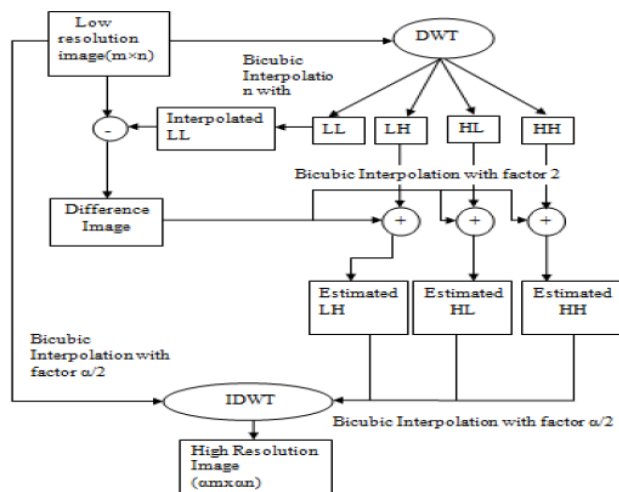 Low
resolution
image(m×n)
DWT
Bicubic
Interpolatio
n with
Interpolated
LL
LL
LH
HL
HH
-
Bicubic Interpolation with factor 2
Difference
Image
+
+
+
Estimated
LH
Estimated
HL
Estimated
HH
Bicubic
Interpolation with
factor α/2
IDWT
Bicubic Interpolation with factor α/2
High Resolution
Image
(αmxαn)